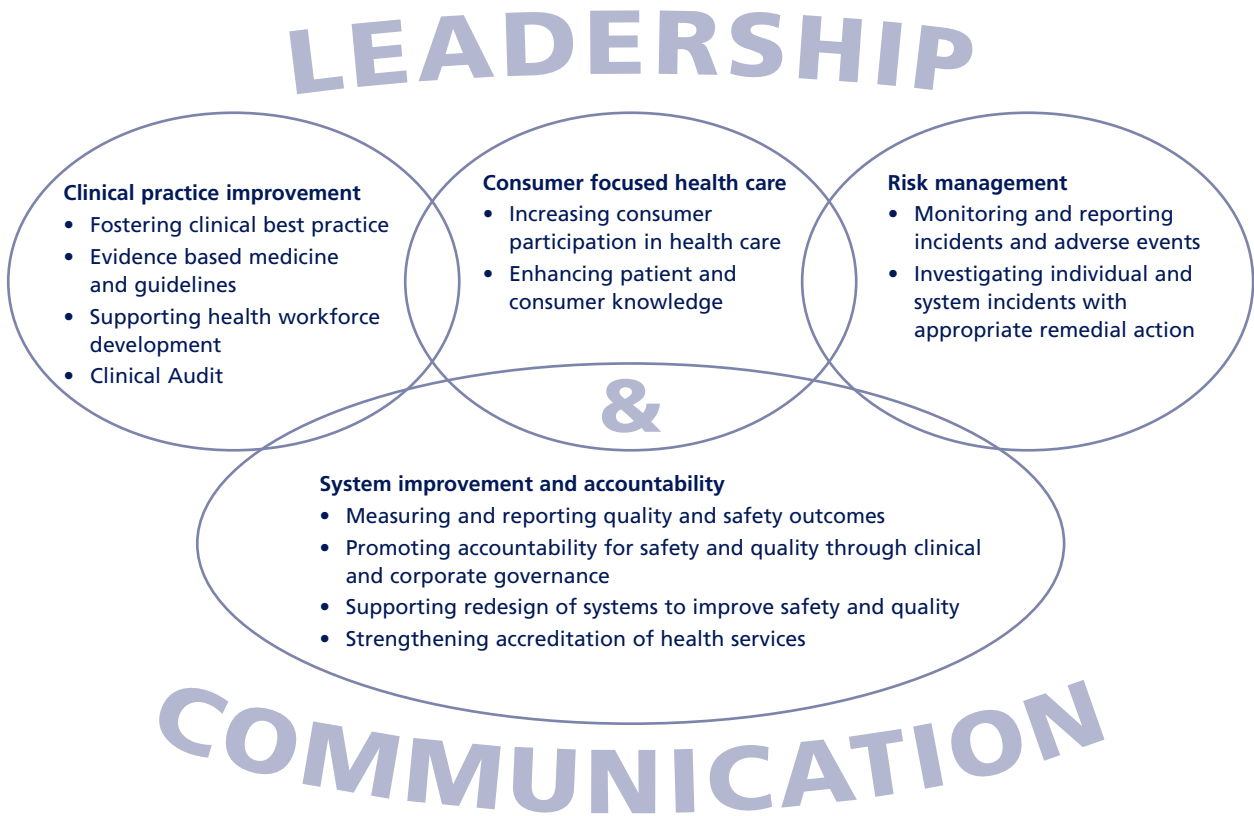 LEADERSHIP
Clinical practice improvement
• Fostering clinical best practice
• Evidence based medicine
and guidelines
• Supporting health workforce
development
• Clinical Audit
Consumer focused health care
• Increasing consumer
participation in health care
• Enhancing patient and
consumer knowledge
Risk management
• Monitoring and reporting
incidents and adverse events
• Investigating individual and
system incidents with
appropriate remedial action
&
System improvement and accountability
• Measuring and reporting quality and safety outcomes
• Promoting accountability for safety and quality through clinical
and corporate governance
• Supporting redesign of systems to improve safety and quality
• Strengthening accreditation of health services
COMMUNICATION